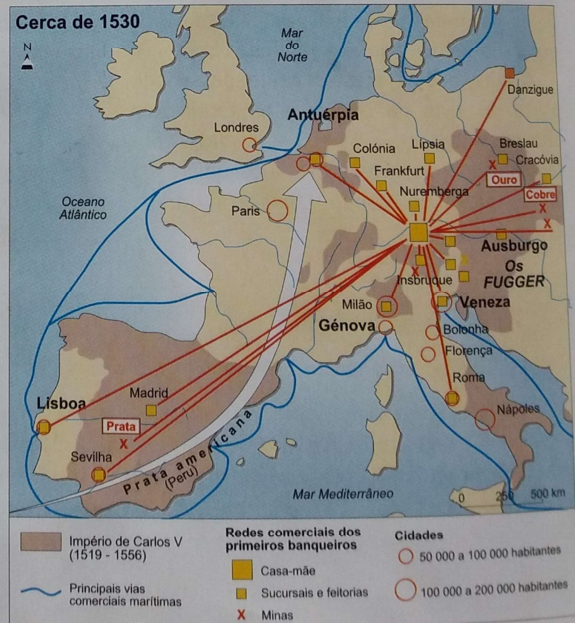 Cerca de 1530
N
Mar
do
Norte
Danzigue
Antuérpia
Londres
Colónia
Lípsia
Breslau
Cracóvia
Ouro
Frankfurt
Cobre
Nuremberga
Oceano
Atlântico
Paris
Ausburgo
Os
FUGGER
Insbruque
Milão
Veneza
Génova
Bolonha
Florença
Roma
Madrid
Lisboa
Prata
Nápoles
Sevilha
Prata americana
(Peru)
Mar Mediterrâneo
0 250 500 km
Império de Carlos V
(1519 - 1556)
Principais vias
comerciais marítimas
Redes comerciais dos
primeiros banqueiros
Casa-mãe
Sucursais e feitorias
X Minas
Cidades
50 000 a 100 000 habitantes
100 000 a 200 000 habitantes